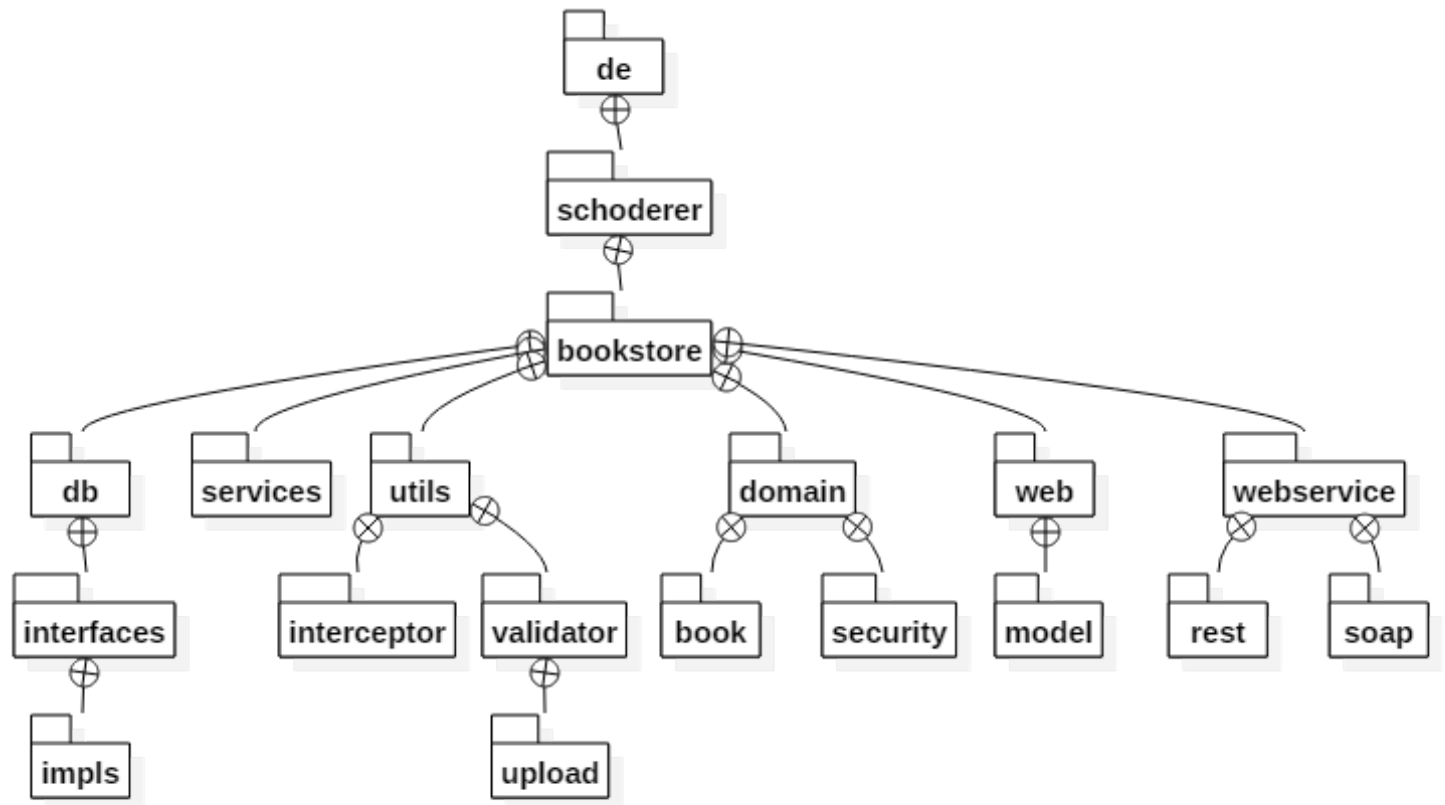 de
schoderer
bookstore
db
services
utils
domain
web
webservice
interfaces
interceptor
validator
book
security
model
rest
soap
impls
upload